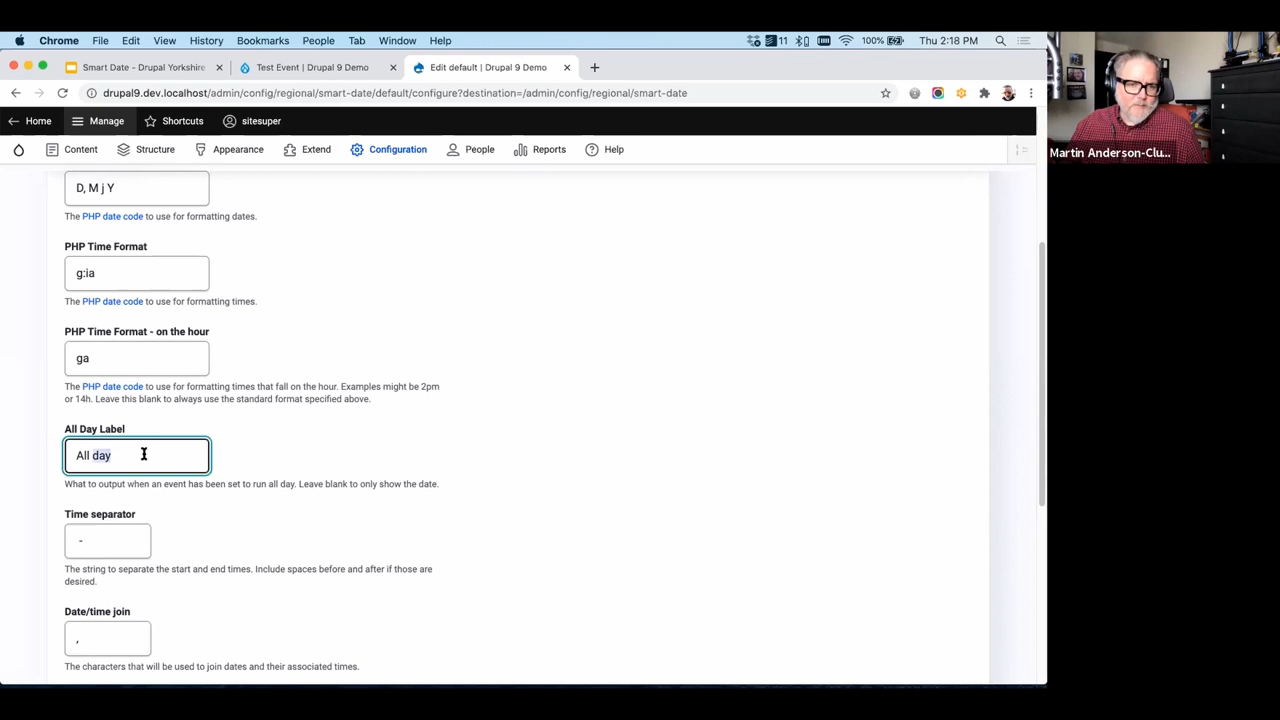 Chrome File Edit View History Bookmarks People Tab Window Help 11 100% Thu 2:18 PM
Smart Date - Drupal Yorkshire Test Event | Drupal 9 Demo Edit default | Drupal 9 Demo
drupal9.dev.localhost/admin/config/regional/smart-date/default/configure?destination=/admin/config/regional/smart-date
Home Manage Shortcuts sitesuper
Content Structure Appearance Extend Configuration People Reports Help
Martin Anderson-Clu...
D, M j Y
The PHP date code to use for formatting dates.
PHP Time Format
g:ia
The PHP date code to use for formatting times.
PHP Time Format - on the hour
ga
The PHP date code to use for formatting times that fall on the hour. Examples might be 2pm
or 14h. Leave this blank to always use the standard format specified above.
All Day Label
All day
What to output when an event has been set to run all day. Leave blank to only show the date.
Time separator
-
The string to separate the start and end times. Include spaces before and after if those are
desired.
Date/time join
,
The characters that will be used to join dates and their associated times.